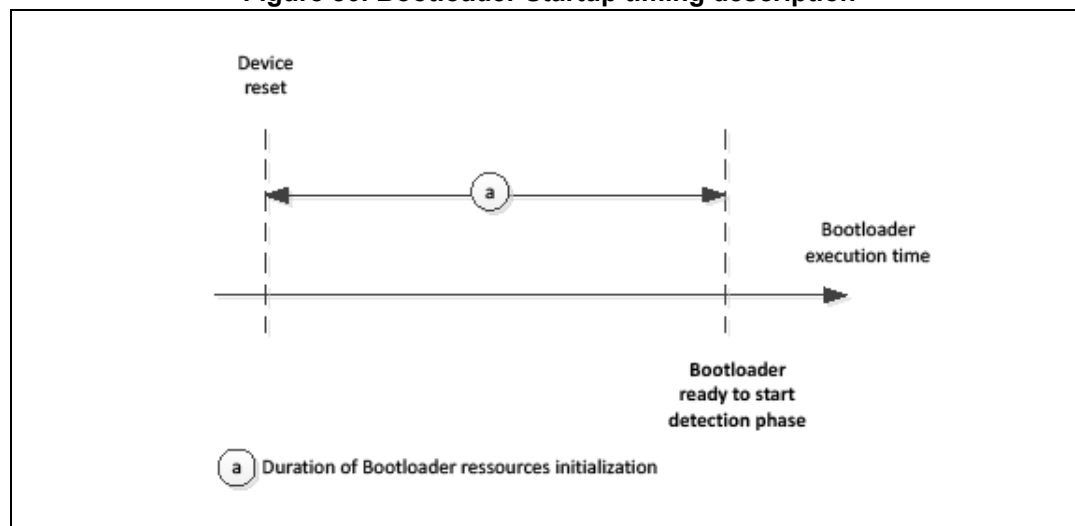 Figure Bootloader Startup timing description
Device
reset
a
Bootloader
execution time
Bootloader
ready to start
detection phase
a Duration of Bootloader ressources initialization